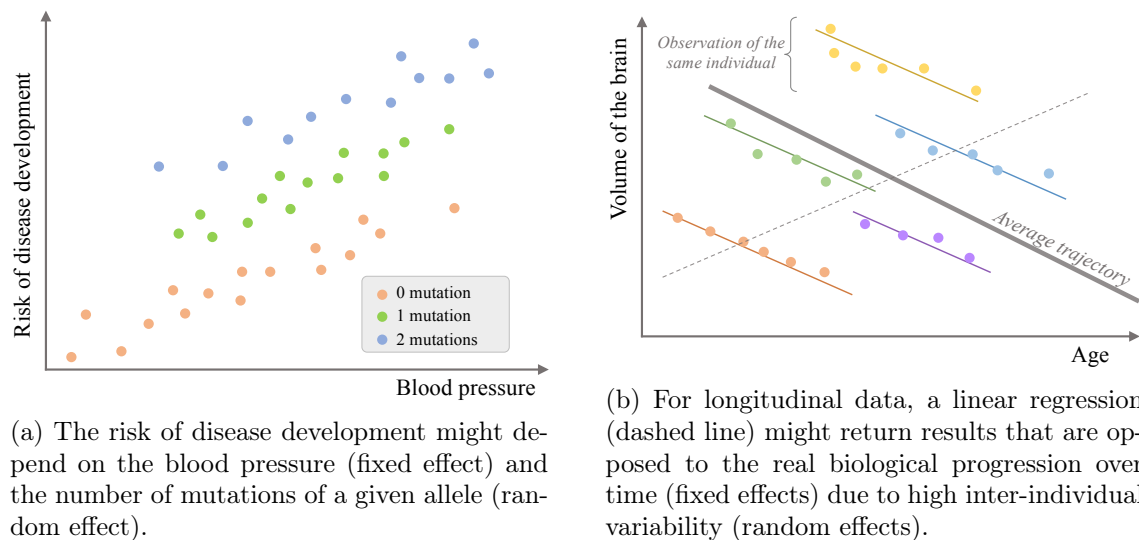 Risk of disease development
0 mutation
1 mutation
2 mutations
Blood pressure
(a) The risk of disease development might de-
pend on the blood pressure (fixed effect) and
the number of mutations of a given allele (ran-
dom effect).
Volume of the brain
Observation of the
same individual
Average trajectory
Age
(b) For longitudinal data, a linear regression
(dashed line) might return results that are op-
posed to the real biological progression over
time (fixed effects) due to high inter-individual
variability (random effects).